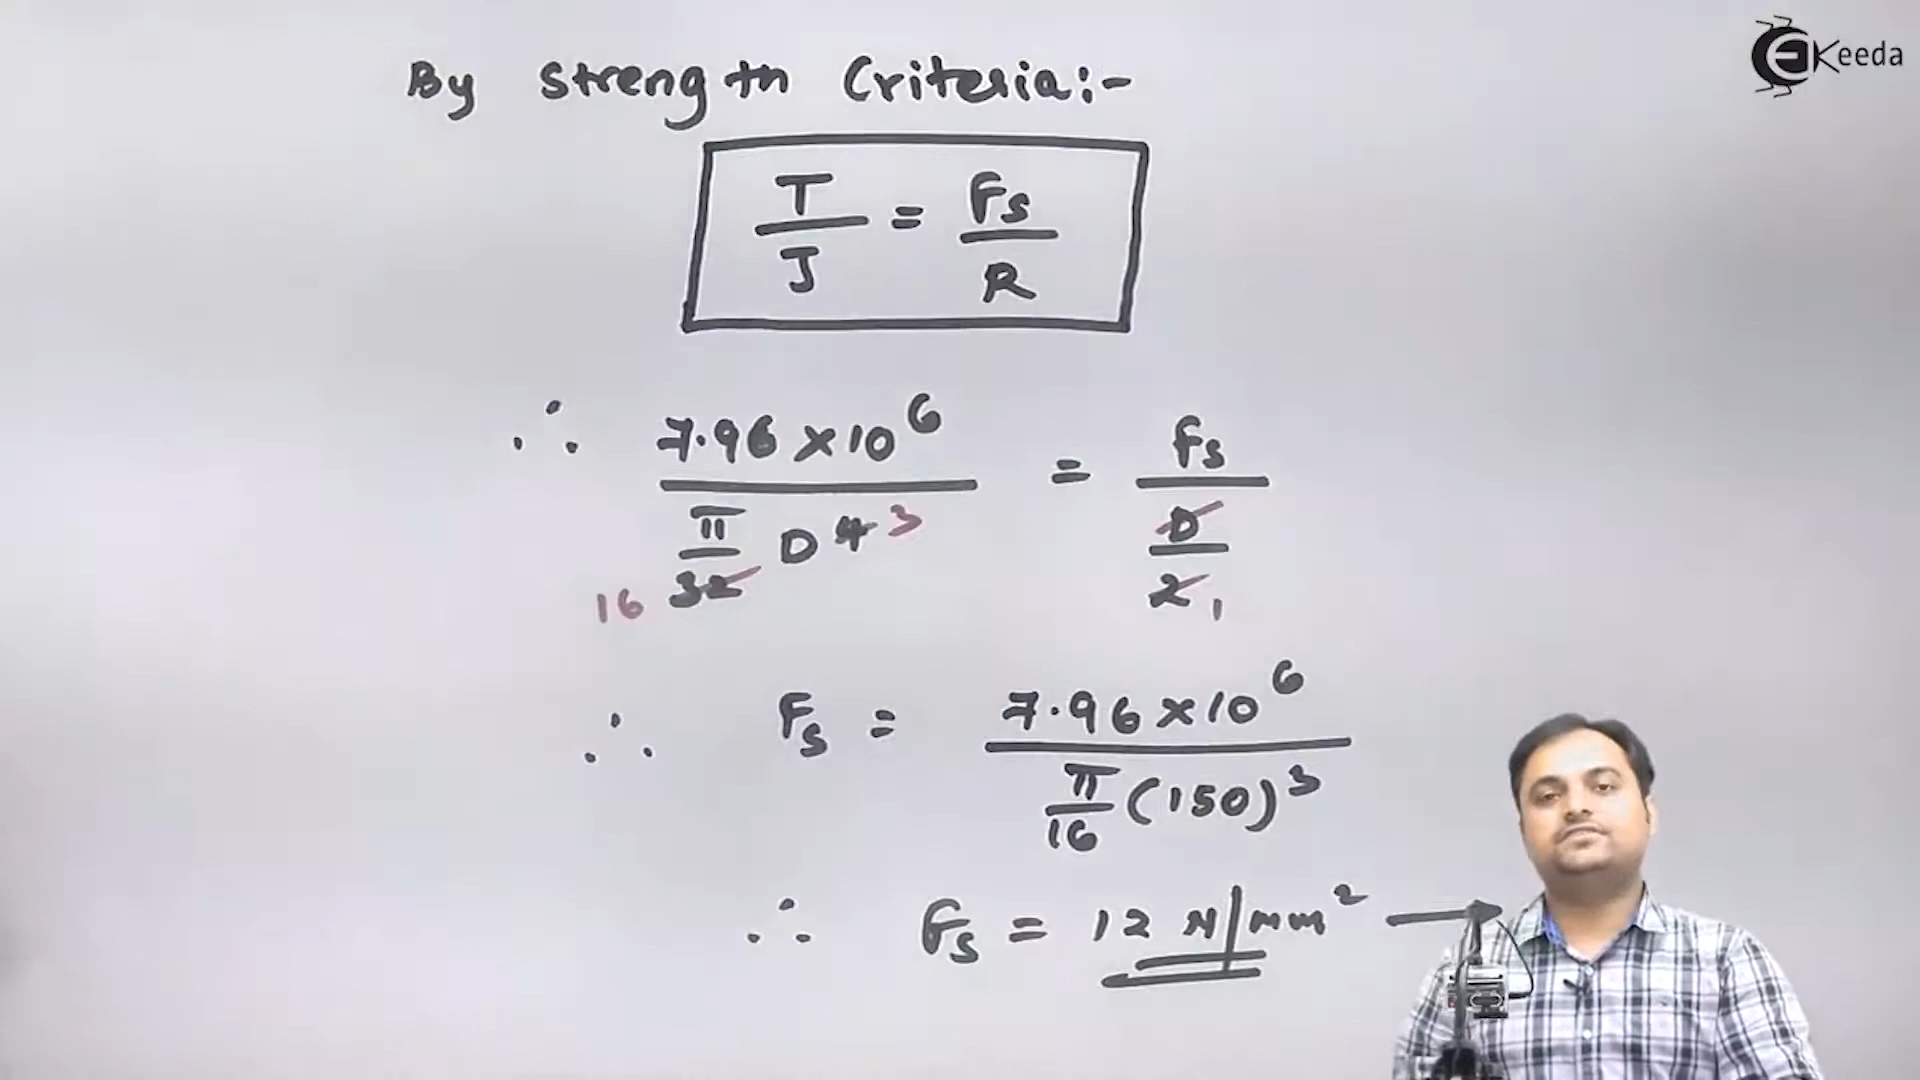 By Strength Criteria:-
EKeeda
T/J = Fs/R
∴ 7.96 × 10^6 / (π/32 D^4 3) = Fs / (D/2)
16 1
∴ Fs = 7.96 × 10^6 / (π/16 (150)^3)
∴ Fs = 12 N/mm² →